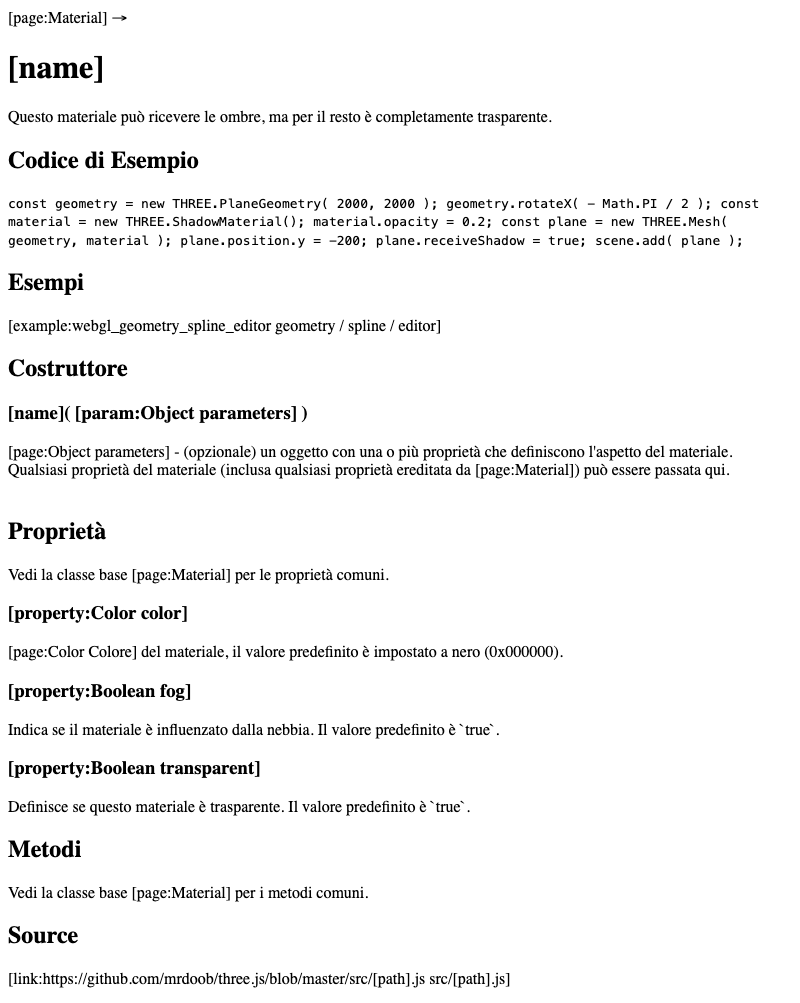 [page:Material] →
[name]
Questo materiale può ricevere le ombre, ma per il resto è completamente trasparente.
Codice di Esempio
const geometry = new THREE.PlaneGeometry( 2000, 2000 ); geometry.rotateX( - Math.PI / 2 ); const
material = new THREE.ShadowMaterial(); material.opacity = 0.2; const plane = new THREE.Mesh(
geometry, material ); plane.position.y = -200; plane.receiveShadow = true; scene.add( plane );
Esempi
[example:webgl_geometry_spline_editor geometry / spline / editor]
Costruttore
[name]( [param:Object parameters] )
[page:Object parameters] - (opzionale) un oggetto con una o più proprietà che definiscono l'aspetto del materiale.
Qualsiasi proprietà del materiale (inclusa qualsiasi proprietà ereditata da [page:Material]) può essere passata qui.
Proprietà
Vedi la classe base [page:Material] per le proprietà comuni.
[property:Color color]
[page:Color Colore] del materiale, il valore predefinito è impostato a nero (0x000000).
[property:Boolean fog]
Indica se il materiale è influenzato dalla nebbia. Il valore predefinito è `true`.
[property:Boolean transparent]
Definisce se questo materiale è trasparente. Il valore predefinito è `true`.
Metodi
Vedi la classe base [page:Material] per i metodi comuni.
Source
[link:https://github.com/mrdoob/three.js/blob/master/src/[path].js src/[path].js]